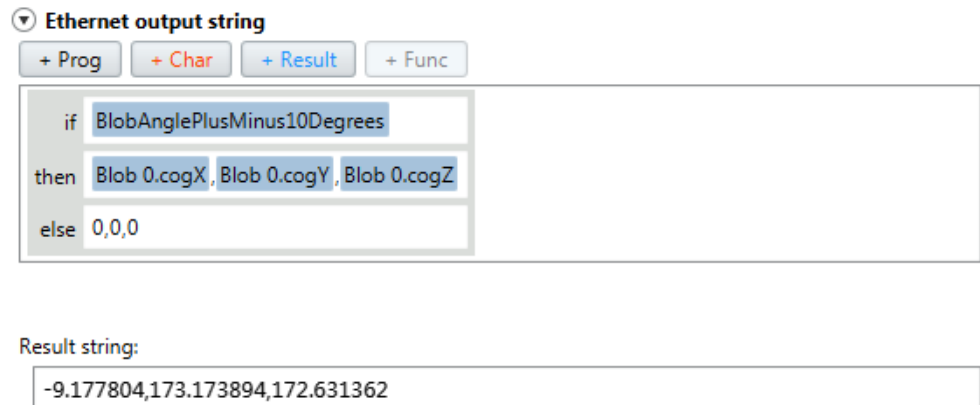 Ethernet output string
+ Prog + Char + Result + Func
if BlobAnglePlusMinus10Degrees
then Blob 0.cogX,Blob 0.cogY,Blob 0.cogZ
else 0,0,0
Result string:
-9.177804,173.173894,172.631362